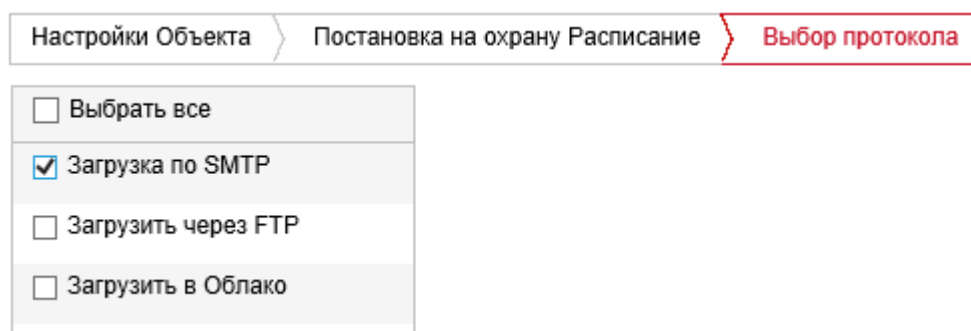 Настройки Объекта Постановка на охрану Расписание Выбор протокола
Выбрать все
Загрузка по SMTP
Загрузить через FTP
Загрузить в Облако